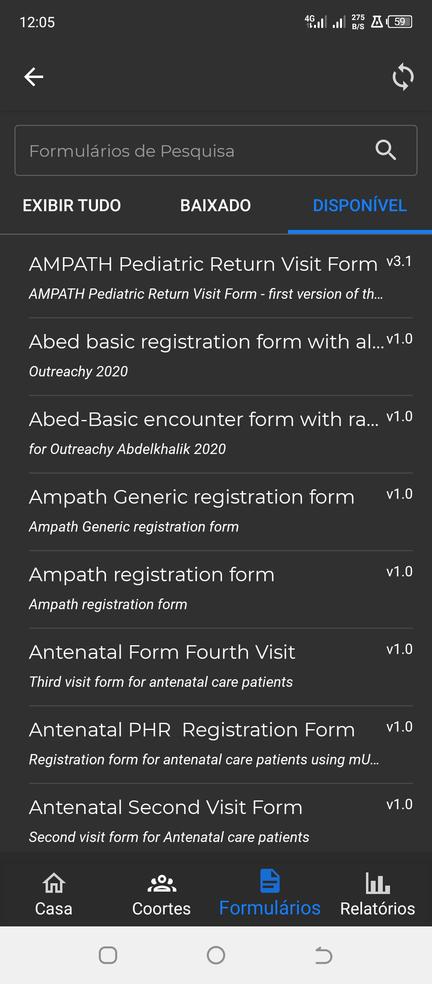 12:05
4G
275
B/S
59
Formulários de Pesquisa
EXIBIR TUDO BAIXADO DISPONÍVEL
AMPATH Pediatric Return Visit Form v3.1
AMPATH Pediatric Return Visit Form - first version of th...
Abed basic registration form with al... v1.0
Outreachy 2020
Abed-Basic encounter form with ra... v1.0
for Outreachy Abdelkhalik 2020
Ampath Generic registration form v1.0
Ampath Generic registration form
Ampath registration form v1.0
Ampath registration form
Antenatal Form Fourth Visit v1.0
Third visit form for antenatal care patients
Antenatal PHR  Registration Form v1.0
Registration form for antenatal care patients using mU...
Antenatal Second Visit Form v1.0
Second visit form for Antenatal care patients
Casa Coortes Formulários Relatórios